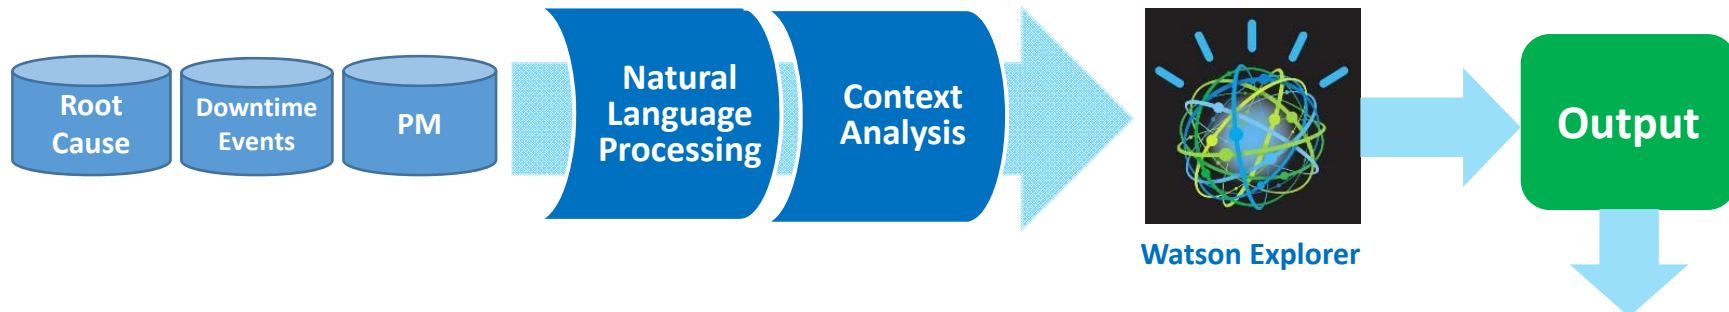 Root
Cause
Downtime
Events
PM
Natural
Language
Processing
Context
Analysis
Watson Explorer
Output